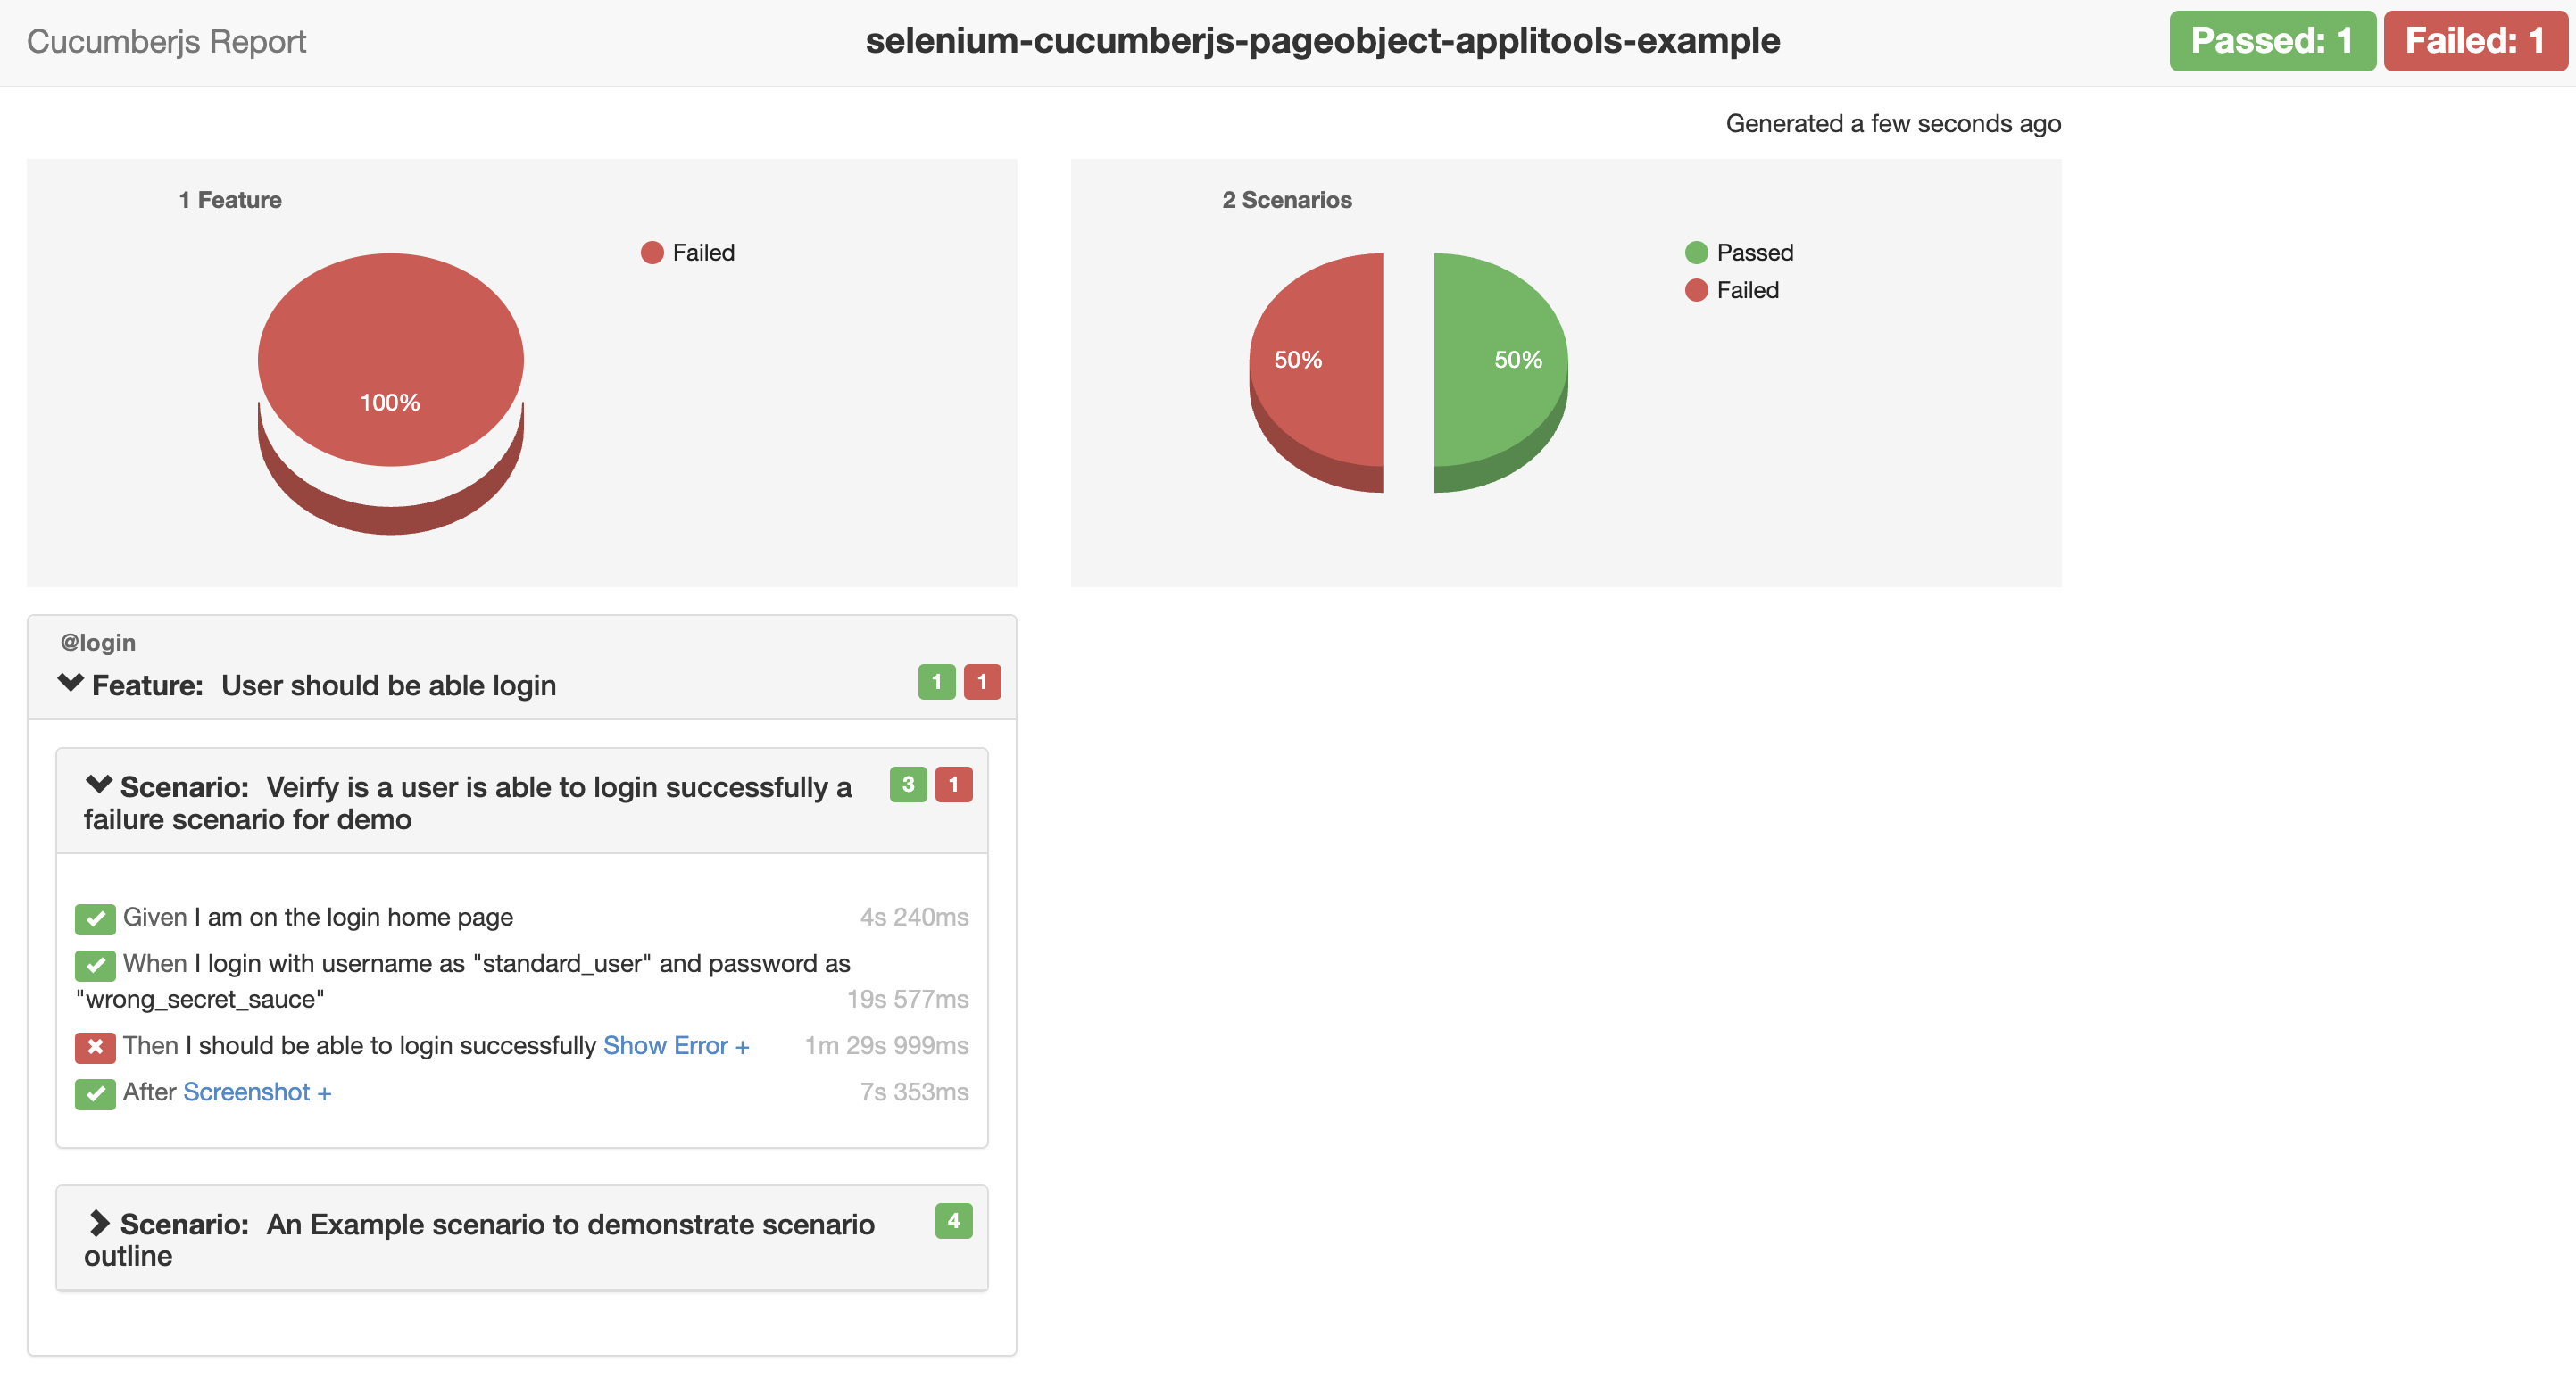 Cucumberjs Report
selenium-cucumberjs-pageobject-applitools-example
Passed: 1
Failed: 1
Generated a few seconds ago
1 Feature
Failed
100%
2 Scenarios
Passed
Failed
50%
50%
@login
Feature: User should be able login
1
1
Scenario: Veirfy is a user is able to login successfully a
failure scenario for demo
3
1
Given I am on the login home page 4s 240ms
When I login with username as "standard_user" and password as
"wrong_secret_sauce" 19s 577ms
Then I should be able to login successfully Show Error + 1m 29s 999ms
After Screenshot + 7s 353ms
Scenario: An Example scenario to demonstrate scenario
outline
4